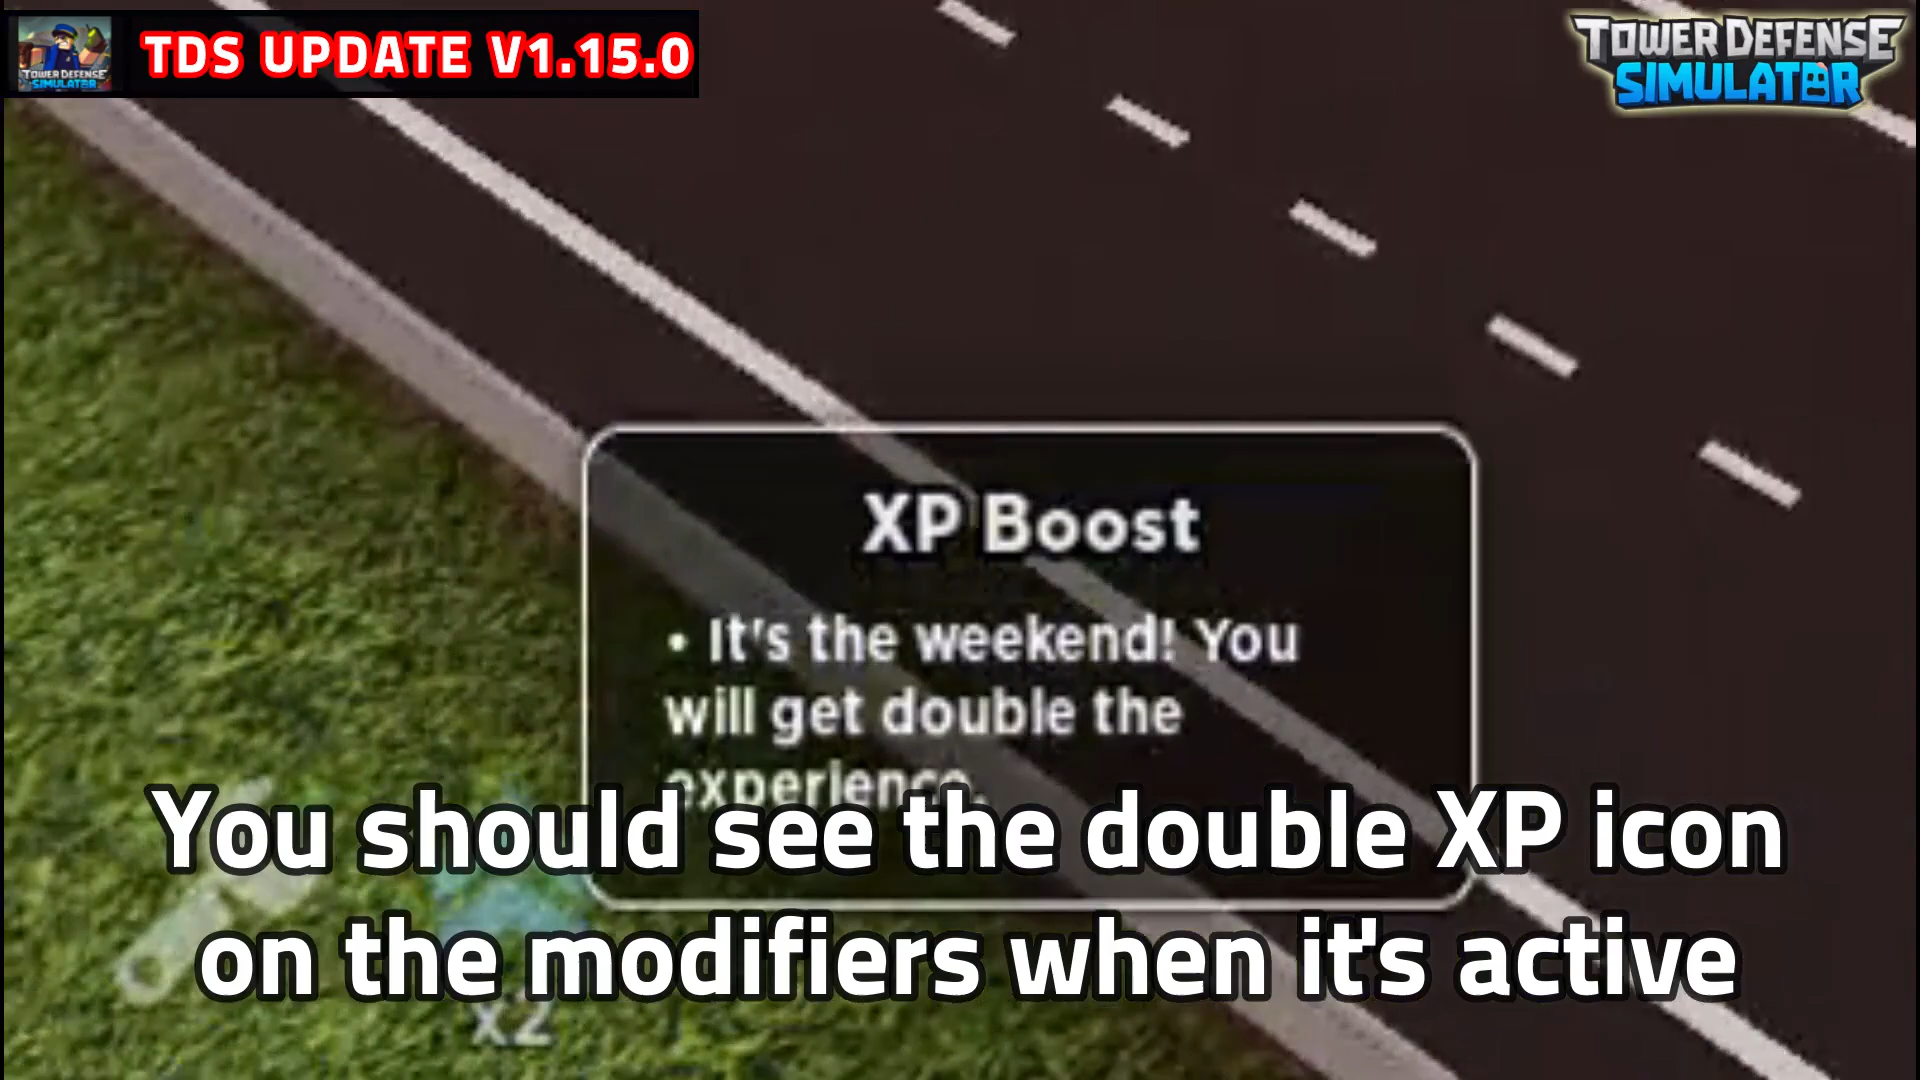 TOWER DEFENSE
SIMULATOR
TDS UPDATE V1.15.0
TOWER DEFENSE
SIMULATOR
XP Boost
• It's the weekend! You
will get double the
experience.
You should see the double XP icon
on the modifiers when it's active
x2